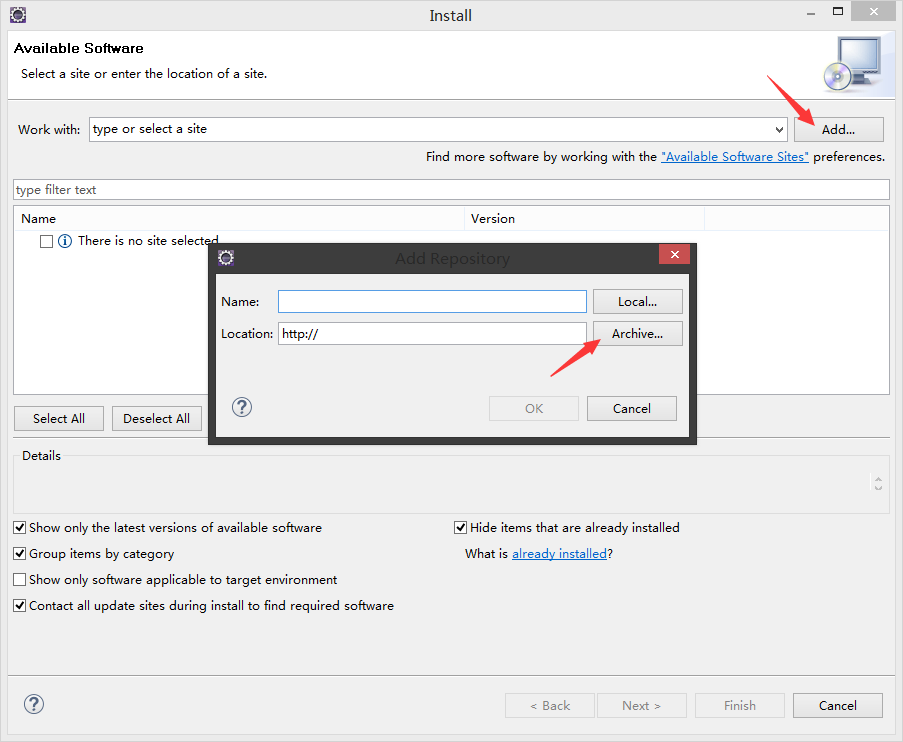 Install
Available Software
Select a site or enter the location of a site.
Work with: type or select a site Add...
Find more software by working with the "Available Software Sites" preferences.
type filter text
Name Version
There is no site selected
Add Repository
Name: Local...
Location: http:// Archive...
OK Cancel
Select All Deselect All
Details
Show only the latest versions of available software Hide items that are already installed
Group items by category What is already installed?
Show only software applicable to target environment
Contact all update sites during install to find required software
< Back Next > Finish Cancel